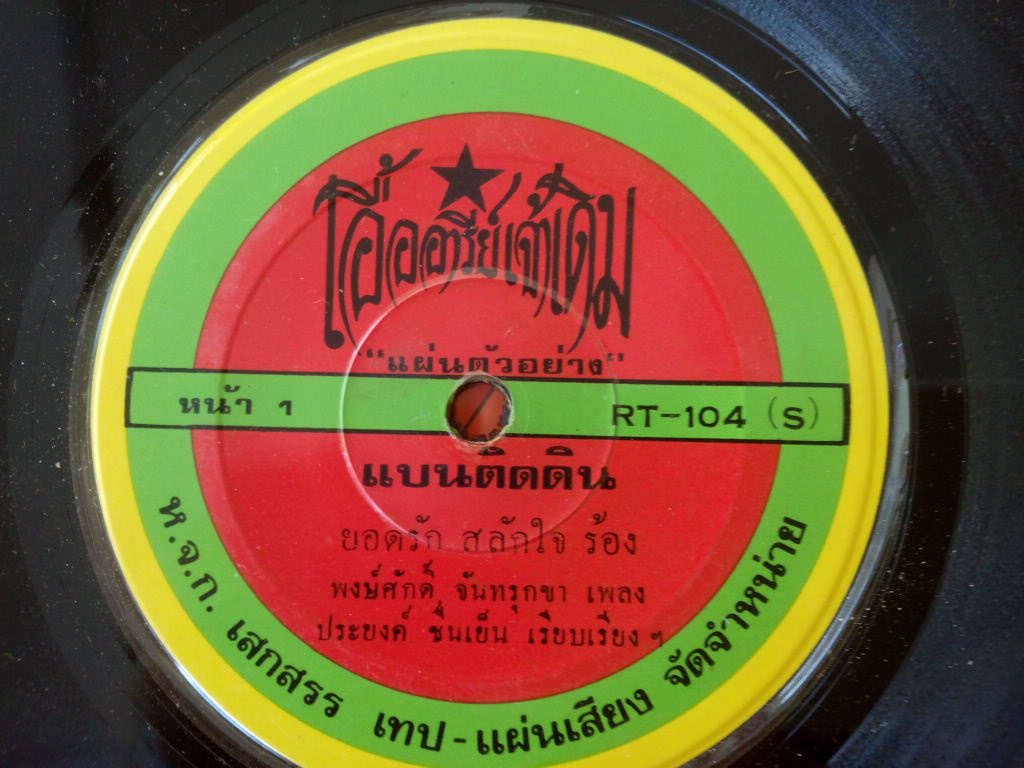 โอ๊ยออารีย์เจ้าเดิม
"แผ่นตัวอย่าง"
หน้า ๑
RT-104 (S)
แบนติดดิน
ยอดรัก สลักใจ ร้อง
พงษ์ศักดิ์ จันทรุกขา เพลง
ประยงค์ ชื่นเย็น เรียบเรียงฯ
ห.จ.ก. เสกสรร เทป-แผ่นเสียง จัดจำหน่าย